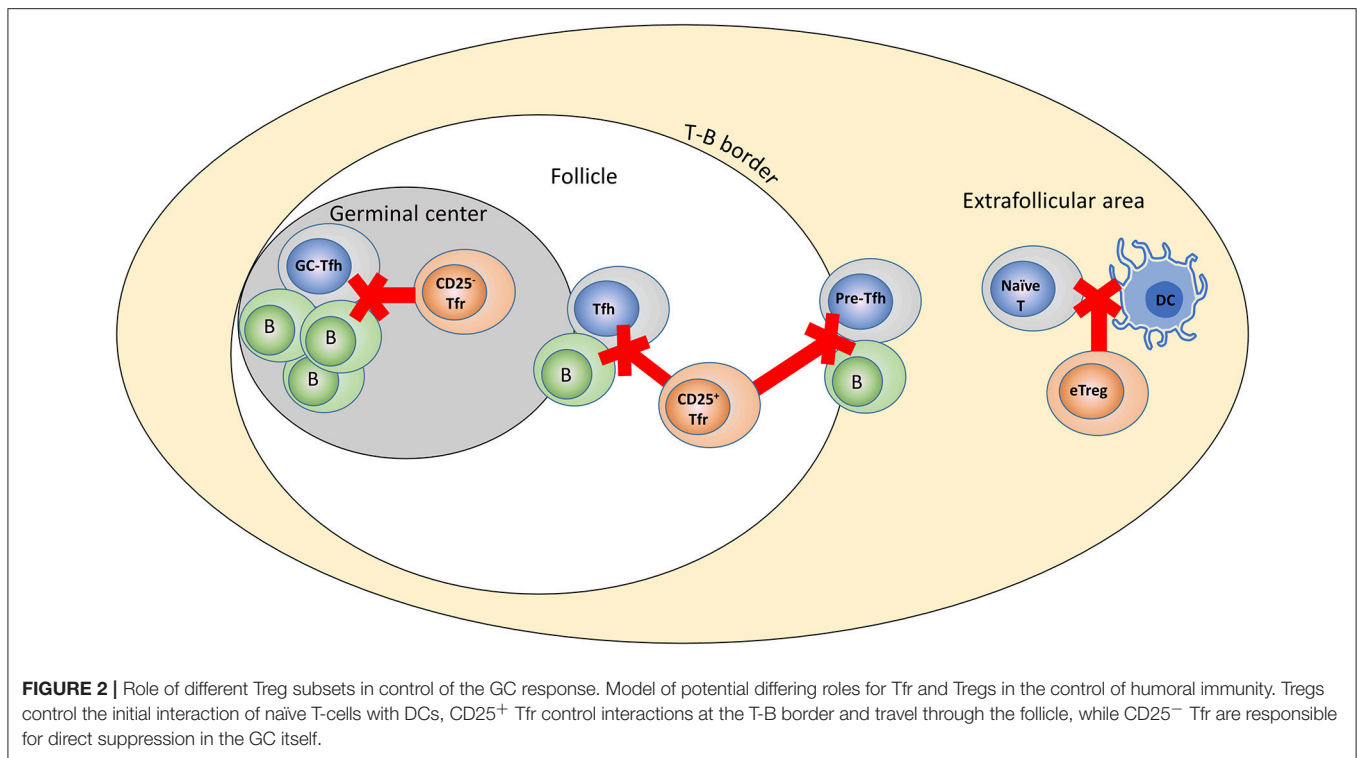 T-B border
Follicle
Extrafollicular area
Germinal center
GC-Tfh
CD25⁻
Tfr
Tfh
Pre-Tfh
Naïve
T
DC
B
B
B
B
CD25⁺
Tfr
B
eTreg
FIGURE 2 | Role of different Treg subsets in control of the GC response. Model of potential differing roles for Tfr and Tregs in the control of humoral immunity. Tregs
control the initial interaction of naïve T-cells with DCs, CD25⁺ Tfr control interactions at the T-B border and travel through the follicle, while CD25⁻ Tfr are responsible
for direct suppression in the GC itself.